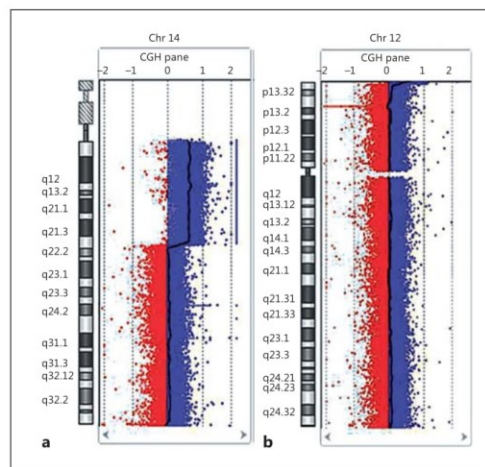 Chr 14
CGH pane
−2 −1 0 1 2
q12
q13.2
q21.1
q21.3
q22.2
q23.1
q23.3
q24.2
q31.1
q31.3
q32.12
q32.2
a
Chr 12
CGH pane
−2 −1 0 1 2
p13.32
p13.2
p12.3
p12.1
p11.22
q12
q13.12
q13.2
q14.1
q14.3
q21.1
q21.31
q21.33
q23.1
q23.3
q24.21
q24.23
q24.32
b